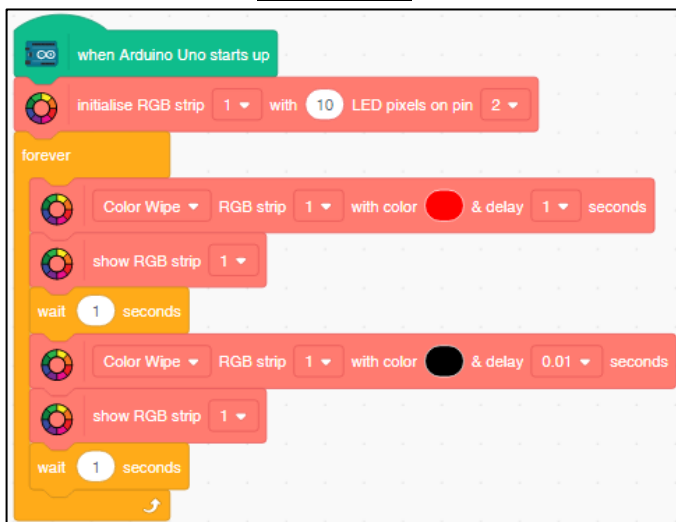 when Arduino Uno starts up
initialise RGB strip 1 with 10 LED pixels on pin 2
forever
Color Wipe RGB strip 1 with color & delay 1 seconds
show RGB strip 1
wait 1 seconds
Color Wipe RGB strip 1 with color & delay 0.01 seconds
show RGB strip 1
wait 1 seconds